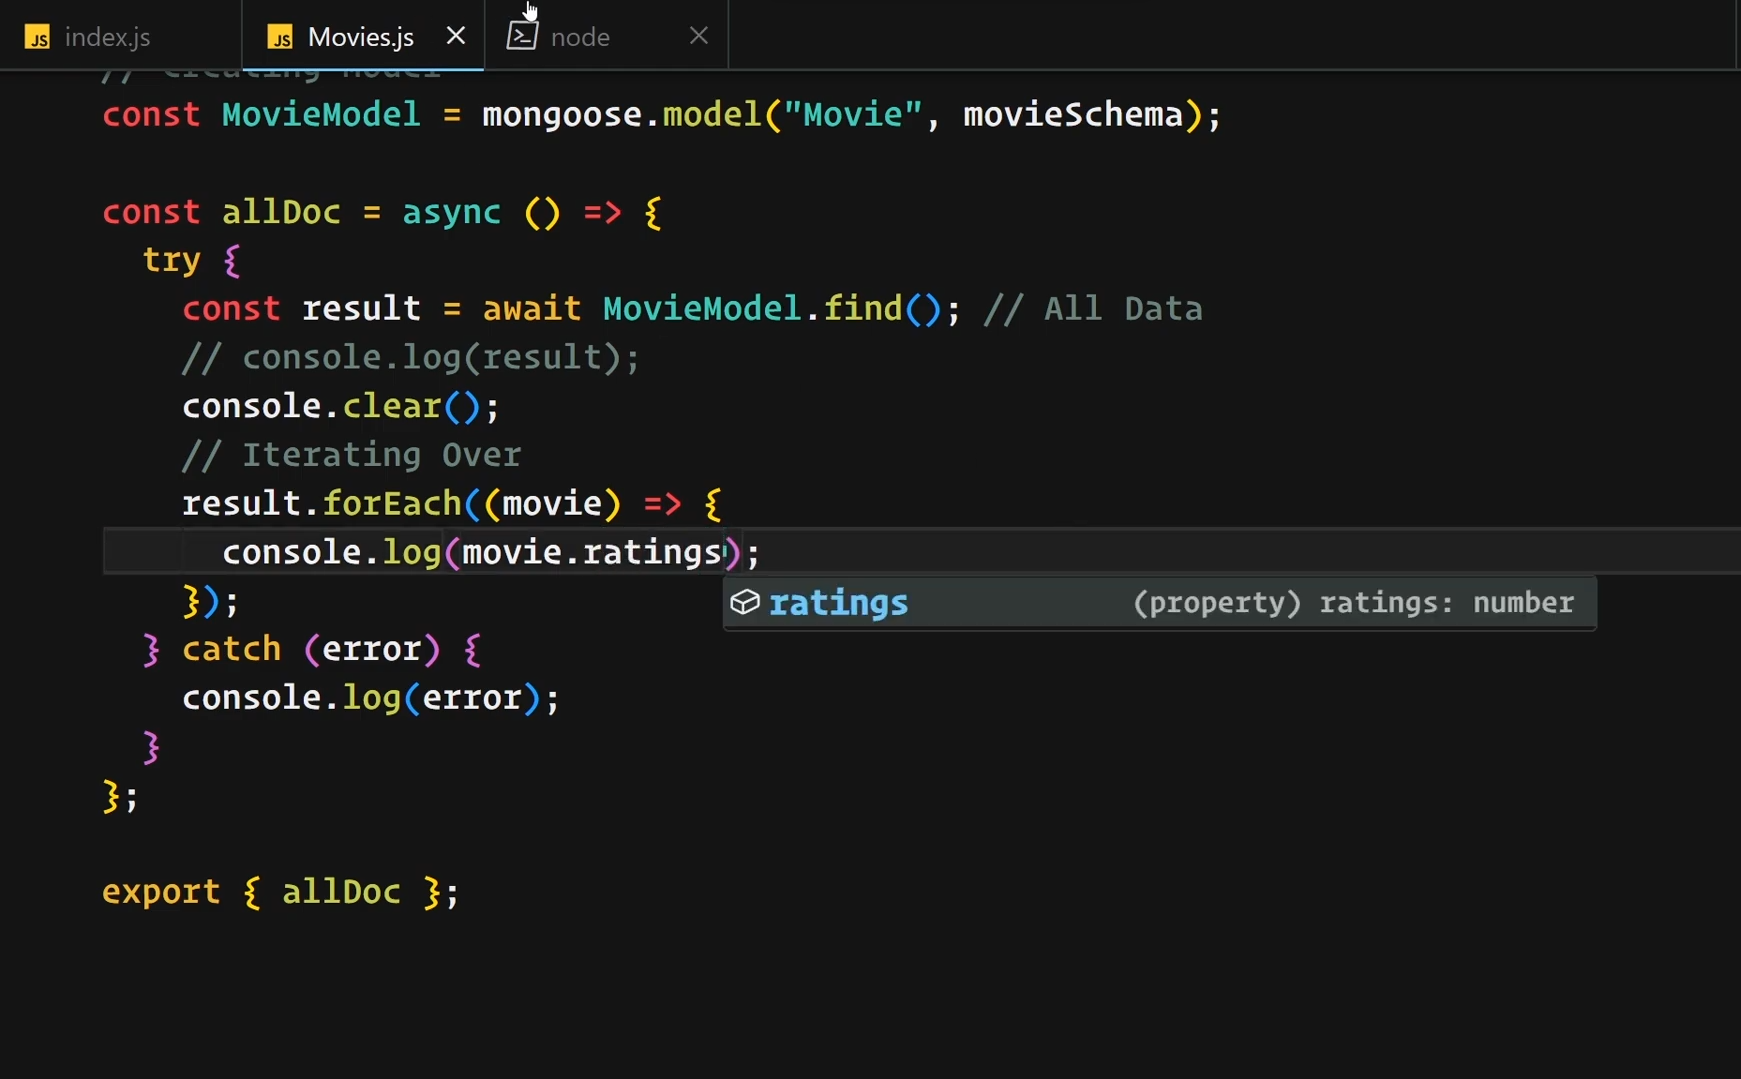 JS index.js
JS Movies.js
node
// Creating Model
const MovieModel = mongoose.model("Movie", movieSchema);
const allDoc = async () => {
try {
const result = await MovieModel.find(); // All Data
// console.log(result);
console.clear();
// Iterating Over
result.forEach((movie) => {
console.log(movie.ratings);
ratings (property) ratings: number
});
} catch (error) {
console.log(error);
}
};
export { allDoc };